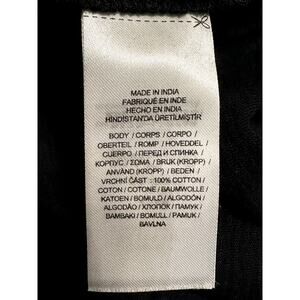 MADE IN INDIA
FABRIQUÉ EN INDE
HECHO EN INDIA
HİNDİSTAN'DA ÜRETİLMİŞTİR
BODY / CORPS / CORPO /
OBERTEIL / ROMP / HOVEDDEL /
CUERPO / ПЕРЕД И СПИНКА /
КОРПУС / ΣΩΜΑ / BRUK (KROPP) /
ANVÄND (KROPP) / BEDEN /
VRCHNÍ ČÁST : 100% COTTON /
COTON / COTONE / BAUMWOLLE /
KATOEN / BOMULD / ALGODÓN /
ALGODÃO / ХЛОПОК / ПАМУК /
BAMBAKI / BOMULL / PAMUK /
BAVLNA